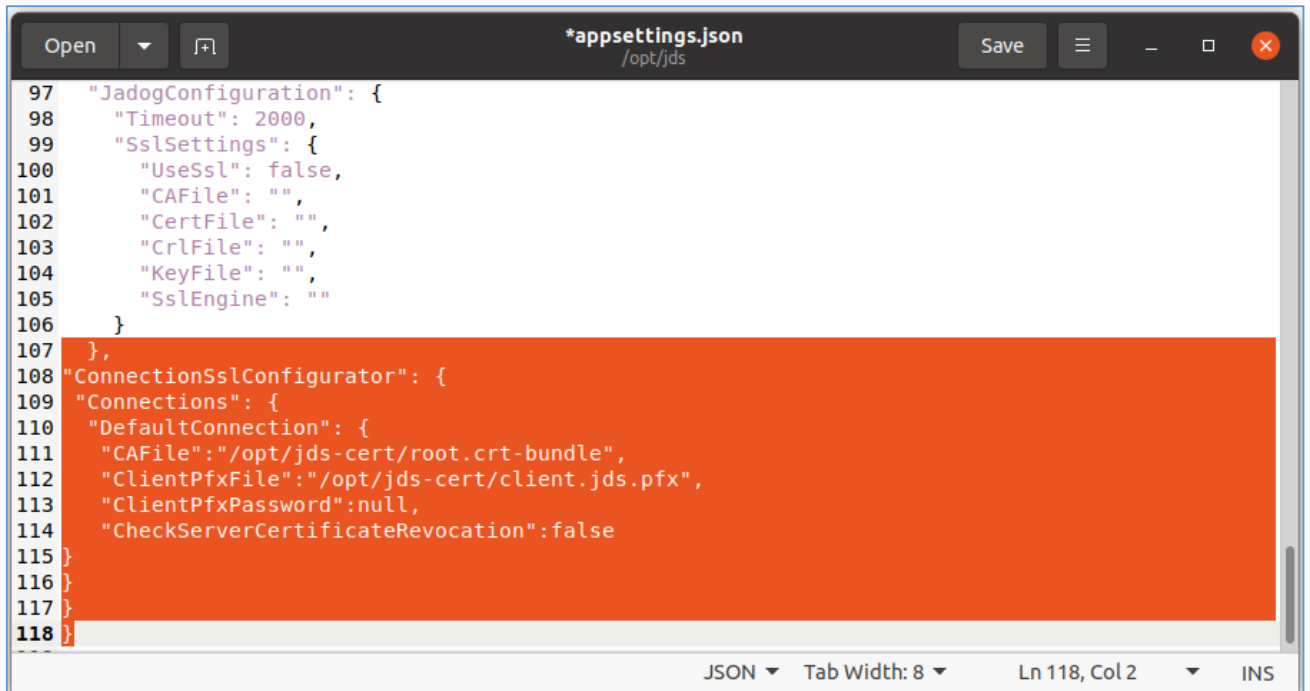 Open
*appsettings.json
/opt/jds
Save
97   "JadogConfiguration": {
98     "Timeout": 2000,
99     "SslSettings": {
100       "UseSsl": false,
101       "CAFile": "",
102       "CertFile": "",
103       "CrlFile": "",
104       "KeyFile": "",
105       "SslEngine": ""
106     }
107   },
108 "ConnectionSslConfigurator": {
109  "Connections": {
110   "DefaultConnection": {
111    "CAFile":"/opt/jds-cert/root.crt-bundle",
112    "ClientPfxFile":"/opt/jds-cert/client.jds.pfx",
113    "ClientPfxPassword":null,
114    "CheckServerCertificateRevocation":false
115 }
116 }
117 }
118 }
JSON Tab Width: 8 Ln 118, Col 2 INS